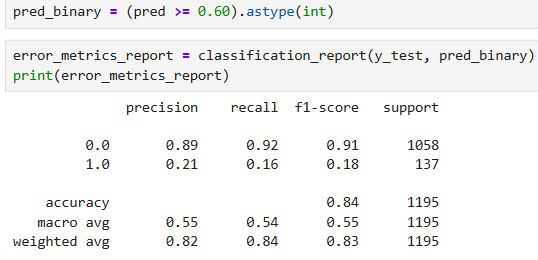 pred_binary = (pred >= 0.60).astype(int)
error_metrics_report = classification_report(y_test, pred_binary)
print(error_metrics_report)
precision recall f1-score support
0.0 0.89 0.92 0.91 1058
1.0 0.21 0.16 0.18 137
accuracy 0.84 1195
macro avg 0.55 0.54 0.55 1195
weighted avg 0.82 0.84 0.83 1195